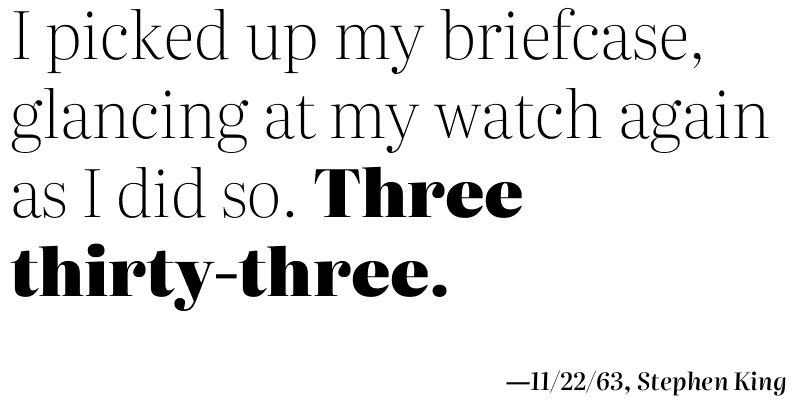 I picked up my briefcase,
glancing at my watch again
as I did so. Three
thirty-three.
—11/22/63, Stephen King